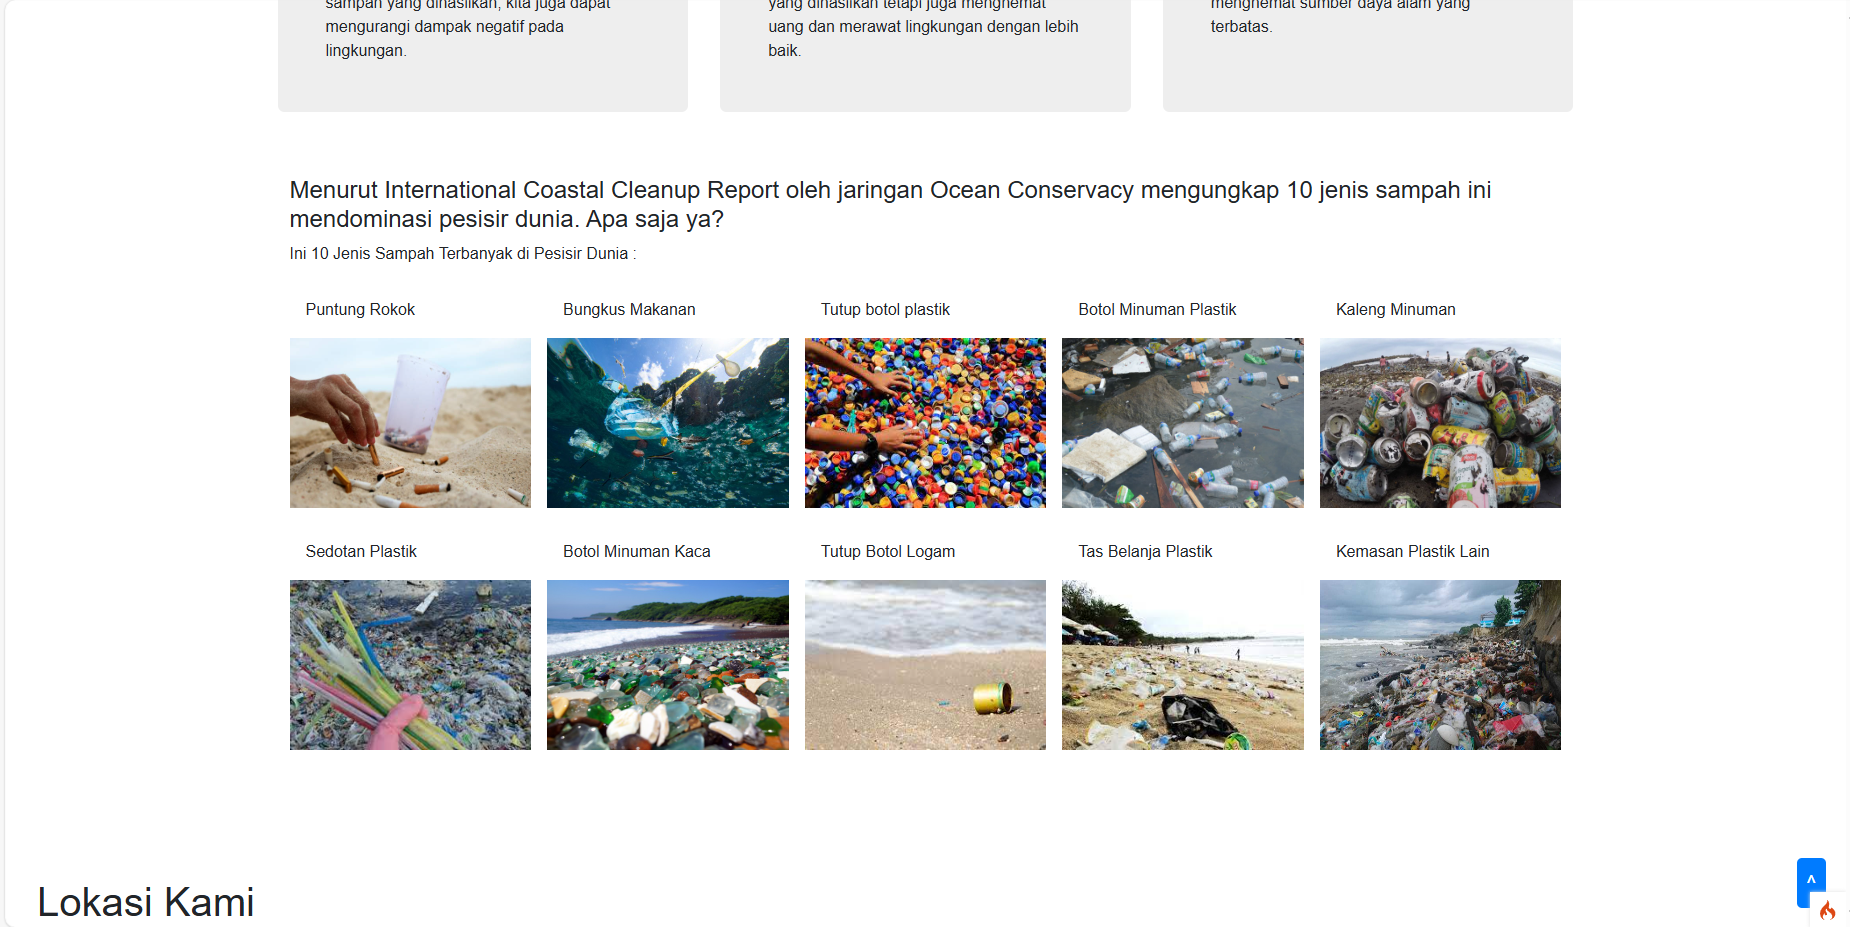 sampah yang dihasilkan, kita juga dapat
mengurangi dampak negatif pada
lingkungan.
yang dihasilkan tetapi juga menghemat
uang dan merawat lingkungan dengan lebih
baik.
menghemat sumber daya alam yang
terbatas.
Menurut International Coastal Cleanup Report oleh jaringan Ocean Conservacy mengungkap 10 jenis sampah ini
mendominasi pesisir dunia. Apa saja ya?
Ini 10 Jenis Sampah Terbanyak di Pesisir Dunia :
Puntung Rokok
Bungkus Makanan
Tutup botol plastik
Botol Minuman Plastik
Kaleng Minuman
Sedotan Plastik
Botol Minuman Kaca
Tutup Botol Logam
Tas Belanja Plastik
Kemasan Plastik Lain
Lokasi Kami